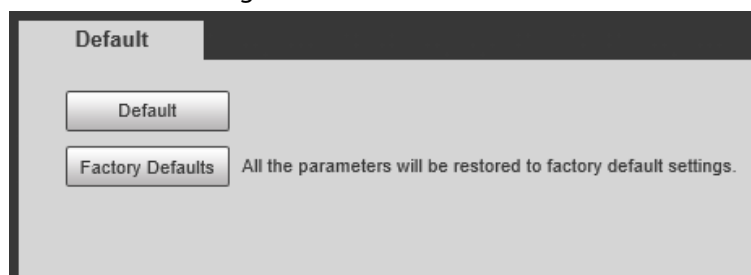 Default
Default
Factory Defaults All the parameters will be restored to factory default settings.